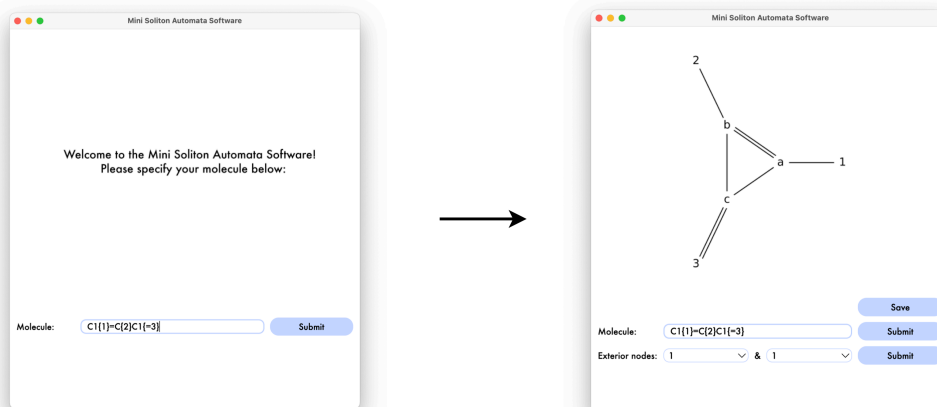 Mini Soliton Automata Software
Welcome to the Mini Soliton Automata Software!
Please specify your molecule below:
Molecule: C1{1}=C{2}C1{=3} Submit
Mini Soliton Automata Software
2
b
a 1
c
3
Save
Molecule: C1{1}=C{2}C1{=3} Submit
Exterior nodes: 1 & 1 Submit